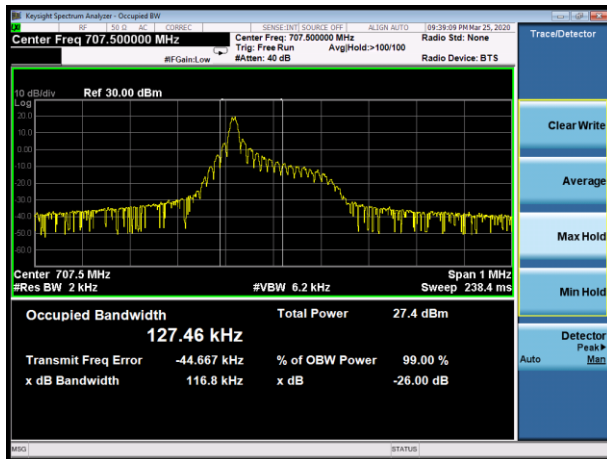 Keysight Spectrum Analyzer - Occupied BW
RF 50 Ω AC CORREC SENSE:INT SOURCE OFF ALIGN AUTO 09:39:09 PM Mar 25, 2020
Center Freq 707.500000 MHz Center Freq: 707.500000 MHz Radio Std: None Trace/Detector
Trig: Free Run Avg|Hold:>100/100
#IFGain:Low #Atten: 40 dB Radio Device: BTS
10 dB/div Ref 30.00 dBm
Log
20.0
10.0
0.00
-10.0
-20.0
-30.0
-40.0
-50.0
-60.0
Clear Write
Average
Max Hold
Min Hold
Center 707.5 MHz Span 1 MHz
#Res BW 2 kHz #VBW 6.2 kHz Sweep 238.4 ms
Occupied Bandwidth Total Power 27.4 dBm
127.46 kHz
Transmit Freq Error -44.667 kHz % of OBW Power 99.00 %
x dB Bandwidth 116.8 kHz x dB -26.00 dB
Detector
Peak▶
Auto Man
MSG STATUS